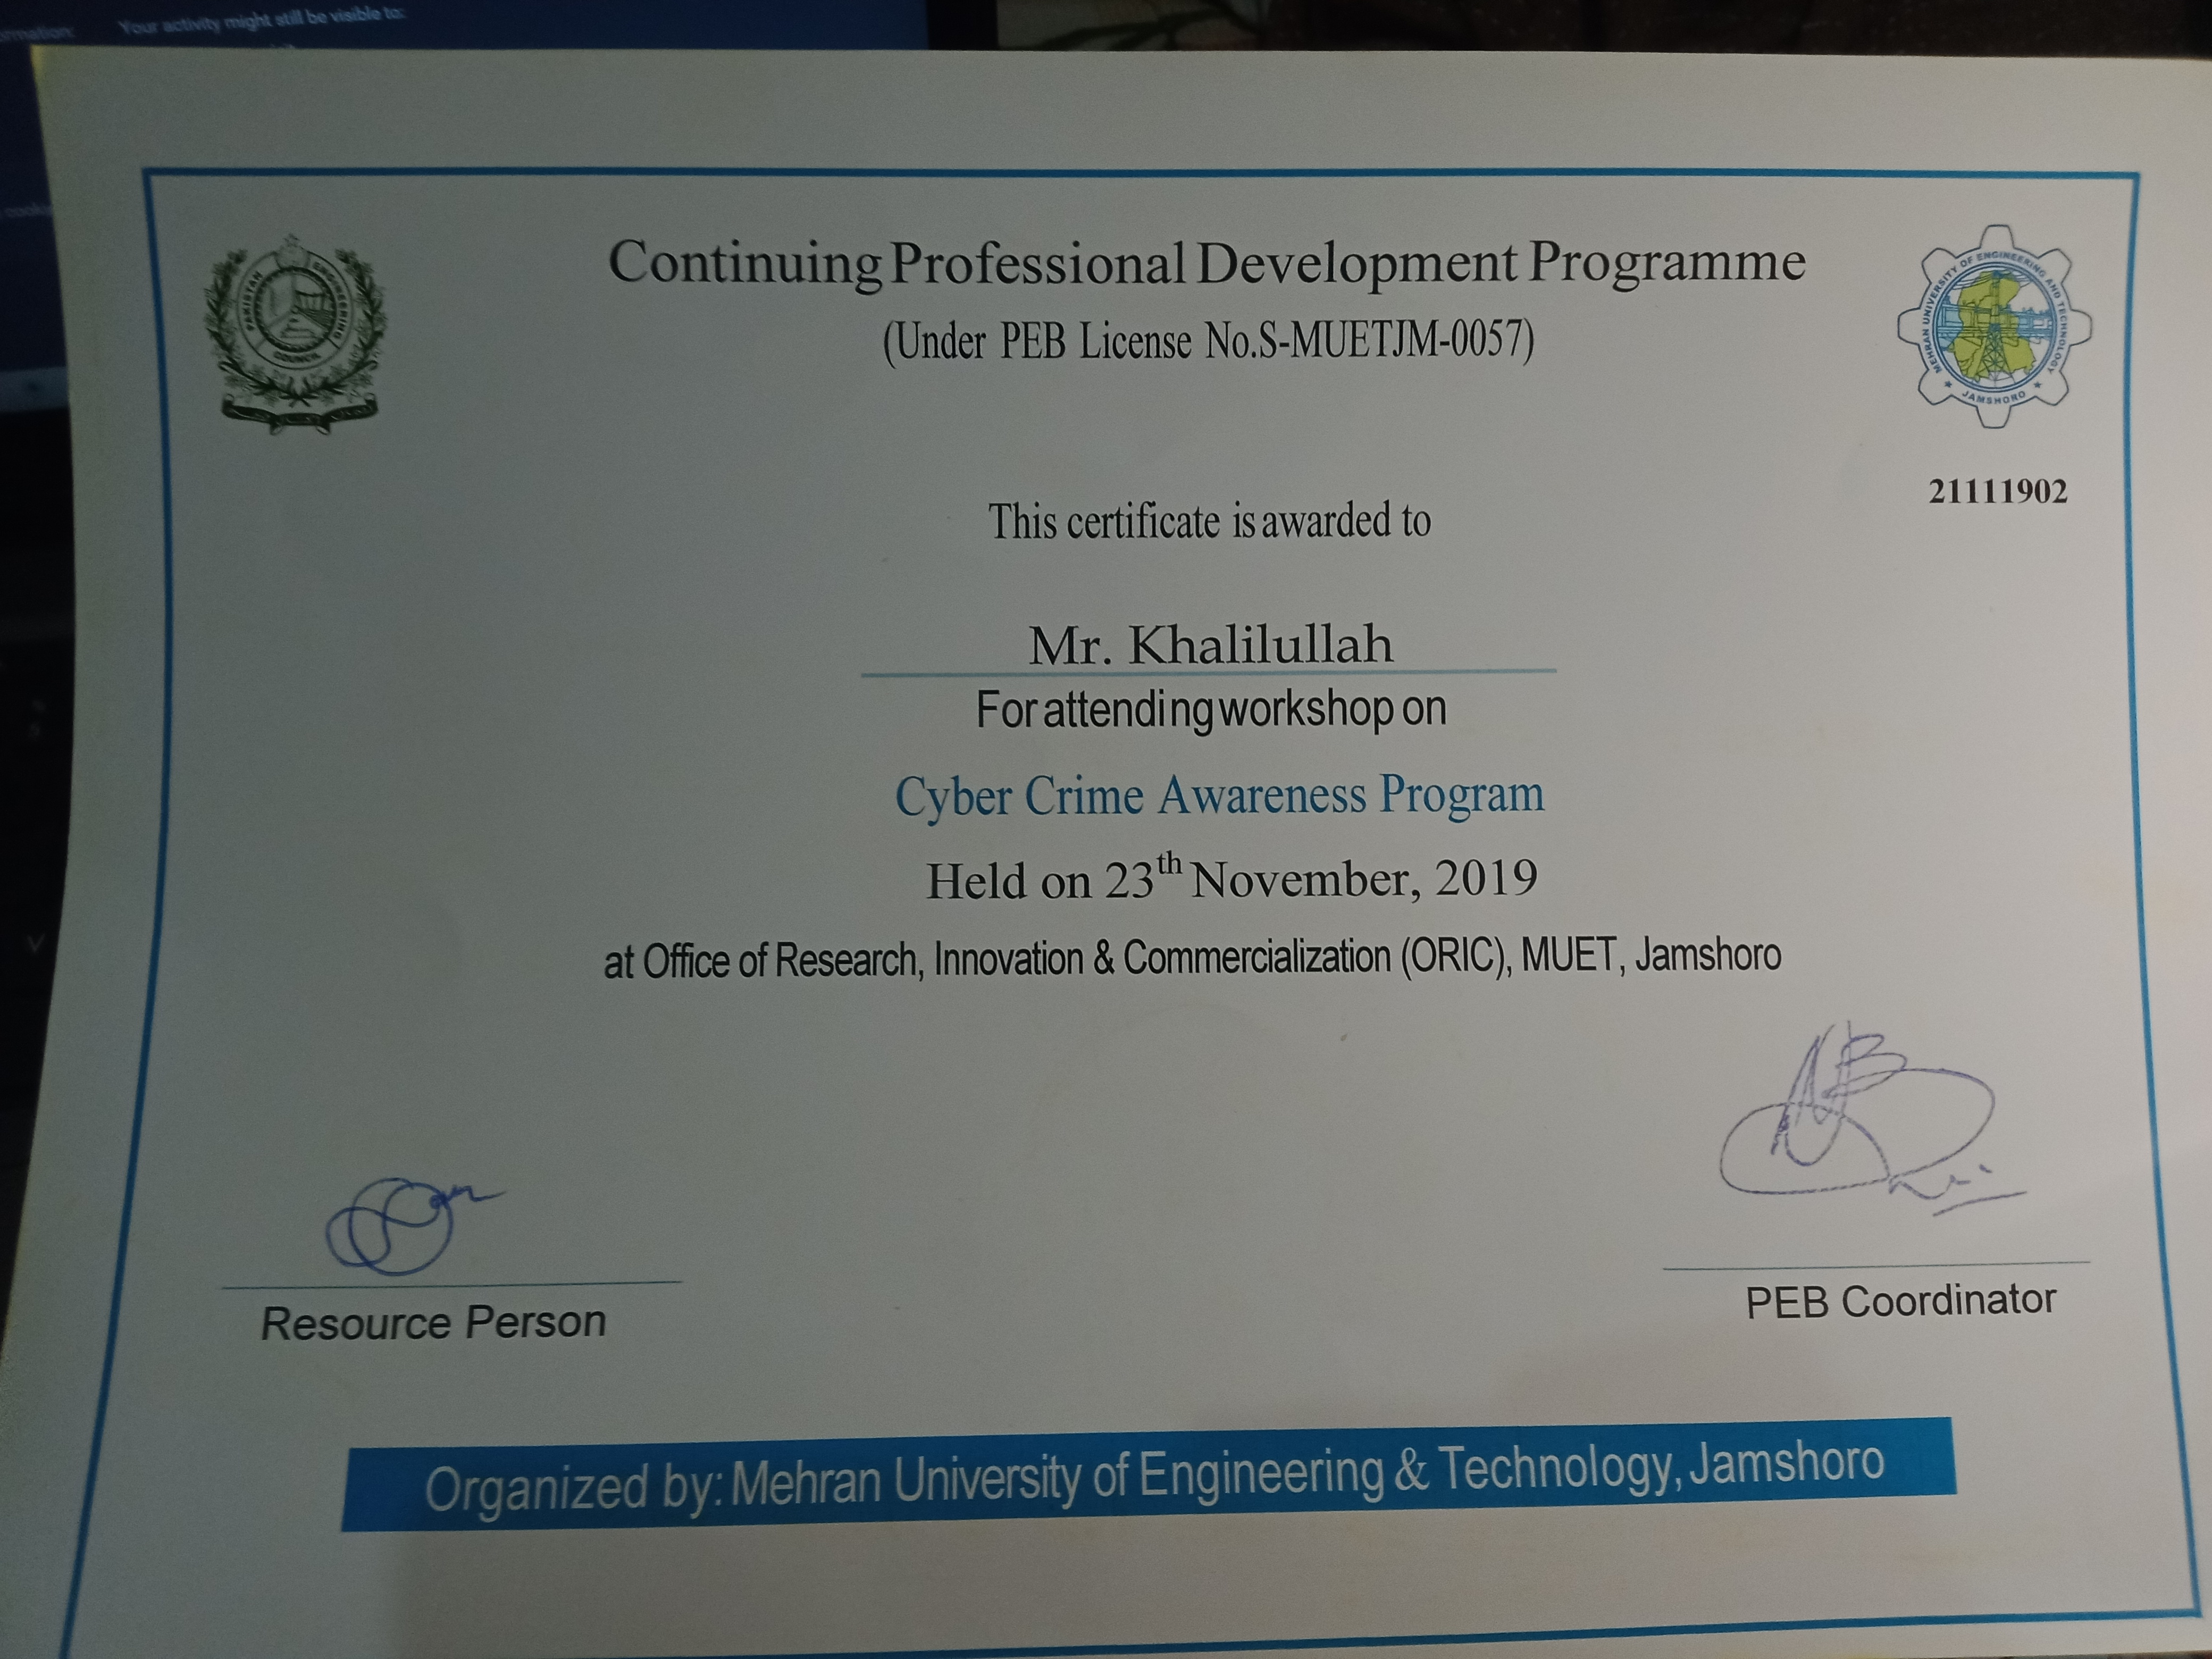 ormation:
Your activity might still be visible to:
Continuing Professional Development Programme
(Under PEB License No.S-MUETJM-0057)
PAKISTAN ENGINEERING COUNCIL
MEHRAN UNIVERSITY OF ENGINEERING AND TECHNOLOGY
JAMSHORO
21111902
This certificate is awarded to
Mr. Khalilullah
For attending workshop on
Cyber Crime Awareness Program
Held on 23th November, 2019
at Office of Research, Innovation & Commercialization (ORIC), MUET, Jamshoro
Resource Person
PEB Coordinator
Organized by: Mehran University of Engineering & Technology, Jamshoro